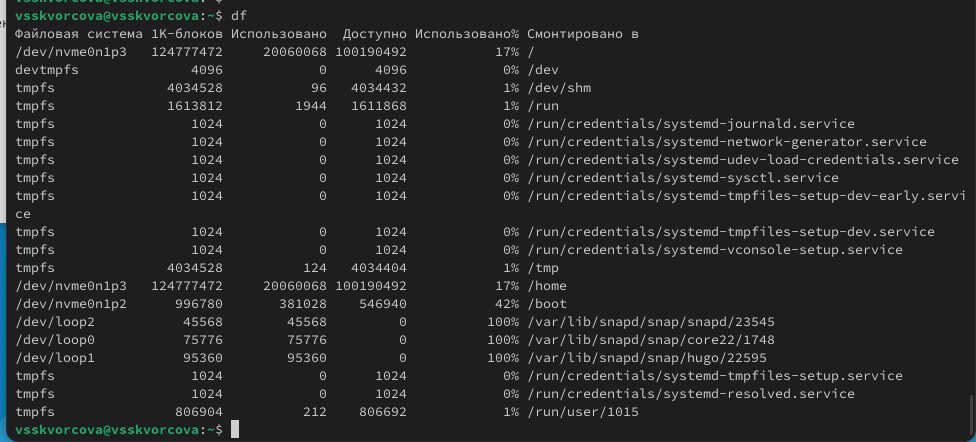 vsskvorcova@vsskvorcova:~$ df
Файловая система 1K-блоков Использовано Доступно Использовано% Смонтировано в
/dev/nvme0n1p3 124777472 20060068 100190492 17% /
devtmpfs 4096 0 4096 0% /dev
tmpfs 4034528 96 4034432 1% /dev/shm
tmpfs 1613812 1944 1611868 1% /run
tmpfs 1024 0 1024 0% /run/credentials/systemd-journald.service
tmpfs 1024 0 1024 0% /run/credentials/systemd-network-generator.service
tmpfs 1024 0 1024 0% /run/credentials/systemd-udev-load-credentials.service
tmpfs 1024 0 1024 0% /run/credentials/systemd-sysctl.service
tmpfs 1024 0 1024 0% /run/credentials/systemd-tmpfiles-setup-dev-early.servi
ce
tmpfs 1024 0 1024 0% /run/credentials/systemd-tmpfiles-setup-dev.service
tmpfs 1024 0 1024 0% /run/credentials/systemd-vconsole-setup.service
tmpfs 4034528 124 4034404 1% /tmp
/dev/nvme0n1p3 124777472 20060068 100190492 17% /home
/dev/nvme0n1p2 996780 381028 546940 42% /boot
/dev/loop2 45568 45568 0 100% /var/lib/snapd/snap/snapd/23545
/dev/loop0 75776 75776 0 100% /var/lib/snapd/snap/core22/1748
/dev/loop1 95360 95360 0 100% /var/lib/snapd/snap/hugo/22595
tmpfs 1024 0 1024 0% /run/credentials/systemd-tmpfiles-setup.service
tmpfs 1024 0 1024 0% /run/credentials/systemd-resolved.service
tmpfs 806904 212 806692 1% /run/user/1015
vsskvorcova@vsskvorcova:~$